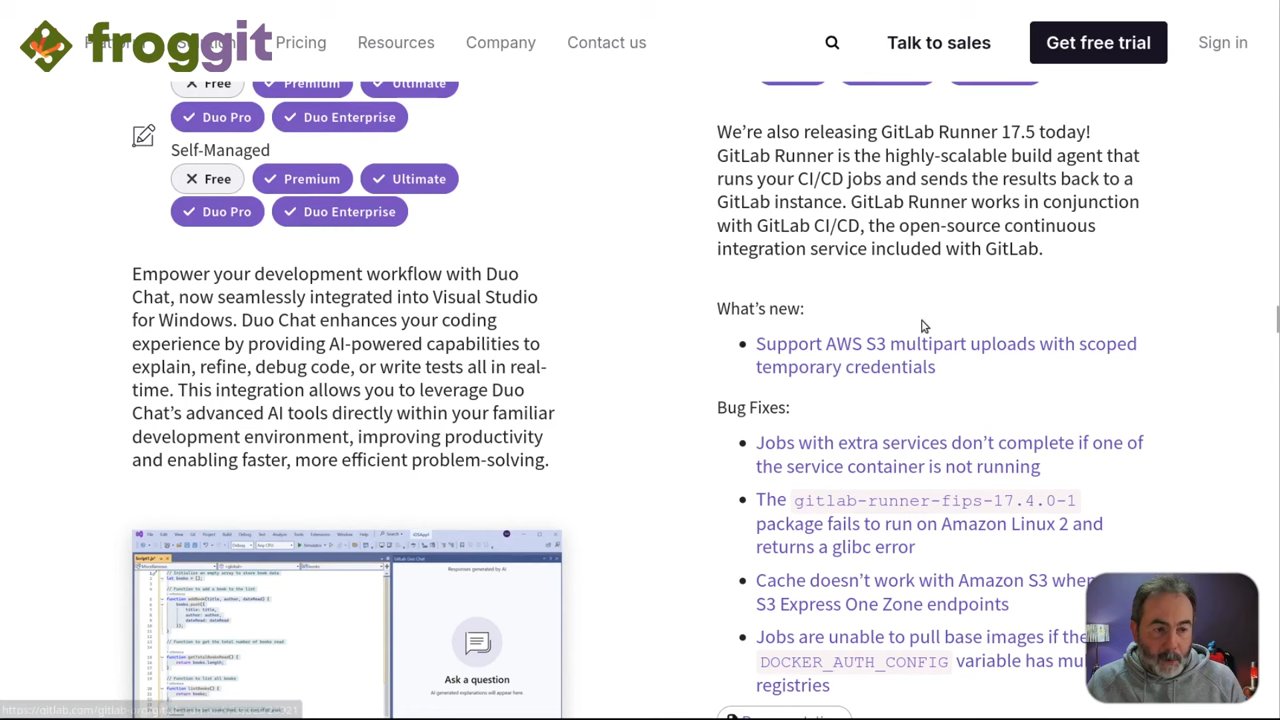 froggit
Pricing
Resources
Company
Contact us
Talk to sales
Get free trial
Sign in
Free
Premium
Ultimate
Duo Pro
Duo Enterprise
Self-Managed
Free
Premium
Ultimate
Duo Pro
Duo Enterprise
Empower your development workflow with Duo
Chat, now seamlessly integrated into Visual Studio
for Windows. Duo Chat enhances your coding
experience by providing AI-powered capabilities to
explain, refine, debug code, or write tests all in real-
time. This integration allows you to leverage Duo
Chat’s advanced AI tools directly within your familiar
development environment, improving productivity
and enabling faster, more efficient problem-solving.
Responses generated by AI
Ask a question
AI generated explanations will appear here
We’re also releasing GitLab Runner 17.5 today!
GitLab Runner is the highly-scalable build agent that
runs your CI/CD jobs and sends the results back to a
GitLab instance. GitLab Runner works in conjunction
with GitLab CI/CD, the open-source continuous
integration service included with GitLab.
What’s new:
Support AWS S3 multipart uploads with scoped
temporary credentials
Bug Fixes:
Jobs with extra services don’t complete if one of
the service container is not running
The gitlab-runner-fips-17.4.0-1
package fails to run on Amazon Linux 2 and
returns a glibc error
Cache doesn’t work with Amazon S3 when
S3 Express One zone endpoints
Jobs are unable to pull base images if the
DOCKER_AUTH_CONFIG variable has mu
registries